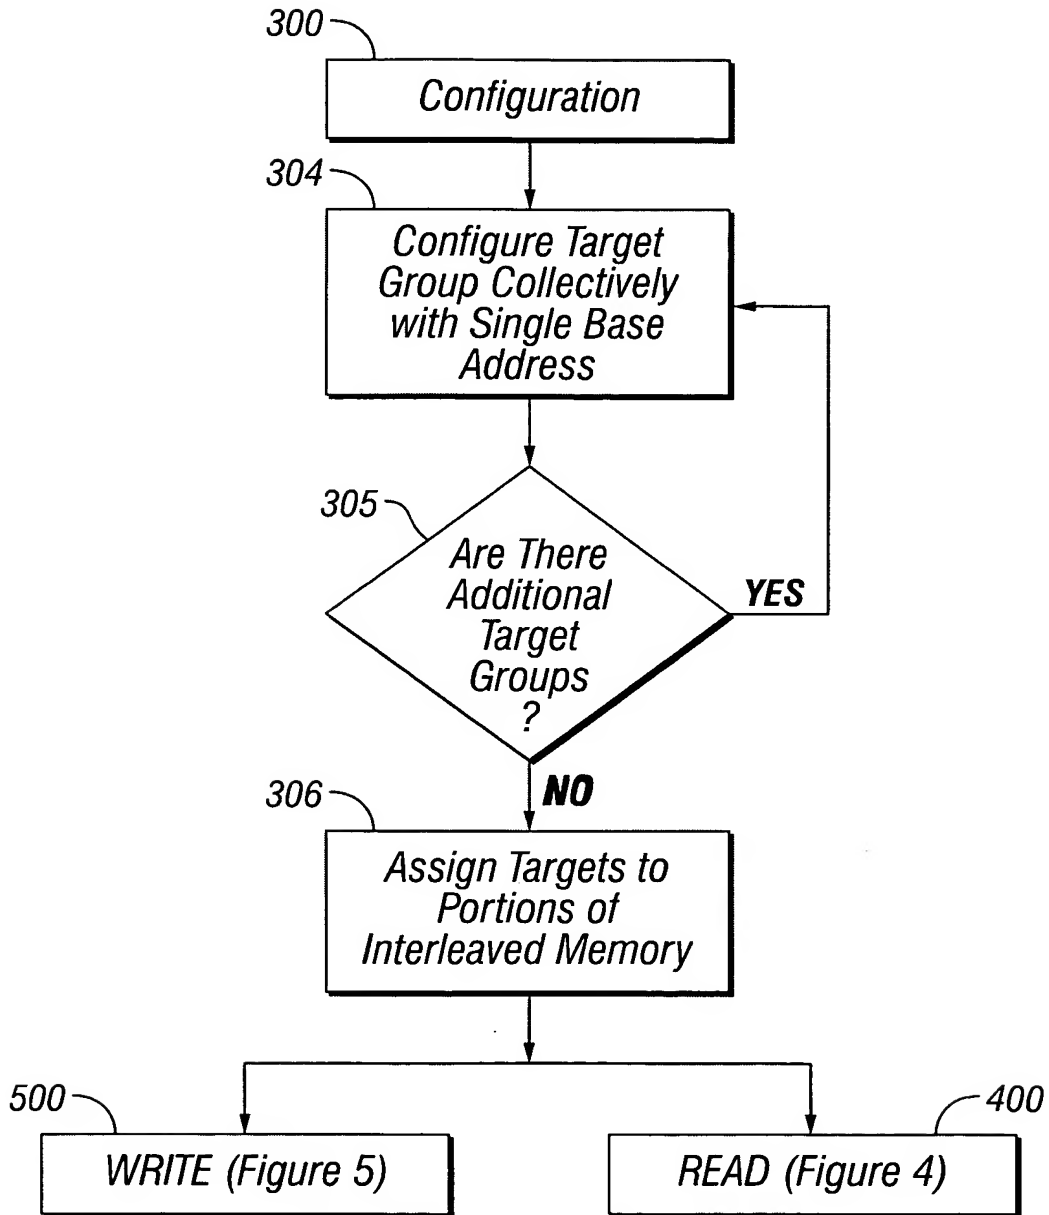 300
Configuration
304
Configure Target
Group Collectively
with Single Base
Address
305
Are There
Additional
Target
Groups
?
YES
NO
306
Assign Targets to
Portions of
Interleaved Memory
500
400
WRITE (Figure 5)
READ (Figure 4)